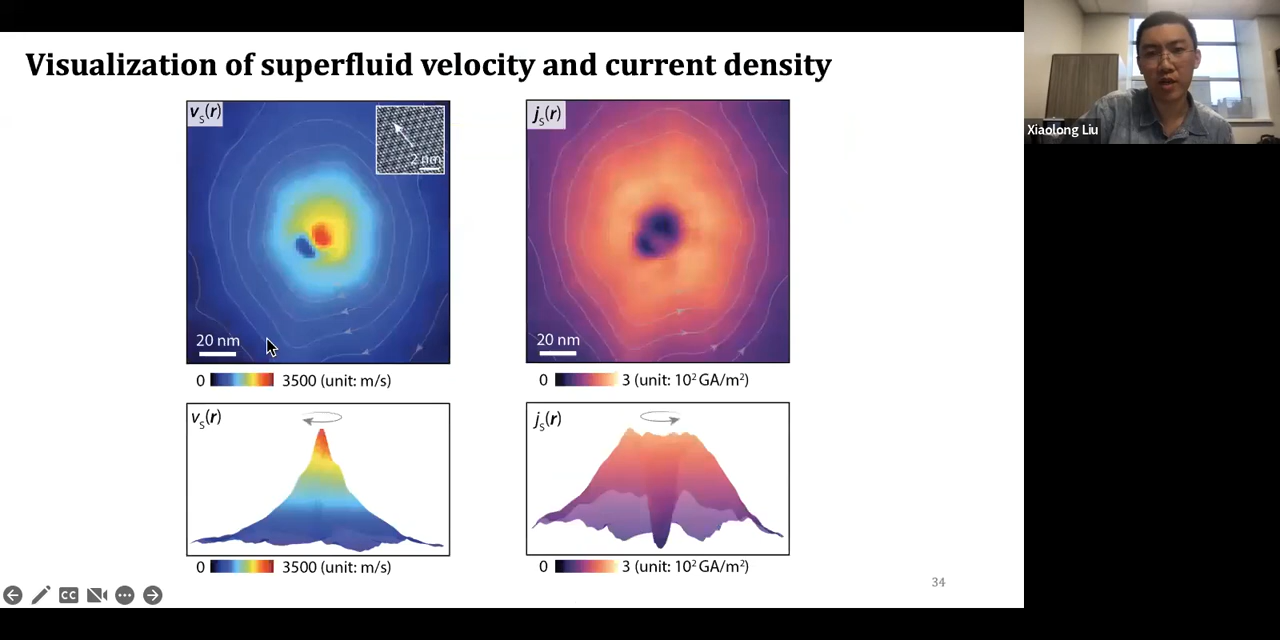 Visualization of superfluid velocity and current density
vₛ(r)
2 nm
20 nm
0 3500 (unit: m/s)
jₛ(r)
20 nm
0 3 (unit: 10² GA/m²)
vₛ(r)
0 3500 (unit: m/s)
jₛ(r)
0 3 (unit: 10² GA/m²)
34
CC
Xiaolong Liu